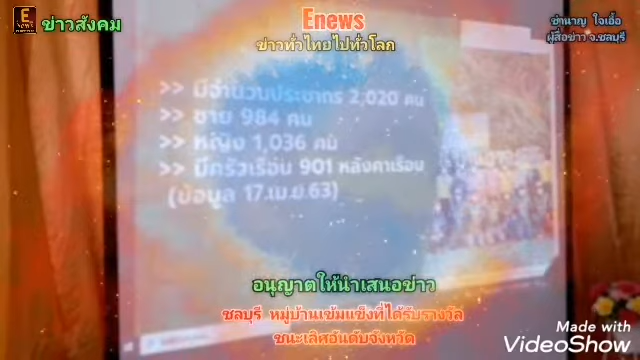 E
News
ข่าวสังคม
Enews
ข่าวทั่วไทยไปทั่วโลก
ชำนาญ ใจเอื้อ
ผู้สื่อข่าว จ.ชลบุรี
>> มีจำนวนประชากร 2,020 คน
>> ชาย 984 คน
>> หญิง 1,036 คน
>> มีครัวเรือน 901 หลังคาเรือน
(ข้อมูล 17.เม.ย.63)
อนุญาตให้นำเสนอข่าว
ชลบุรี หมู่บ้านเข้มแข็งที่ได้รับรางวัล
ชนะเลิศอันดับจังหวัด
Made with
VideoShow